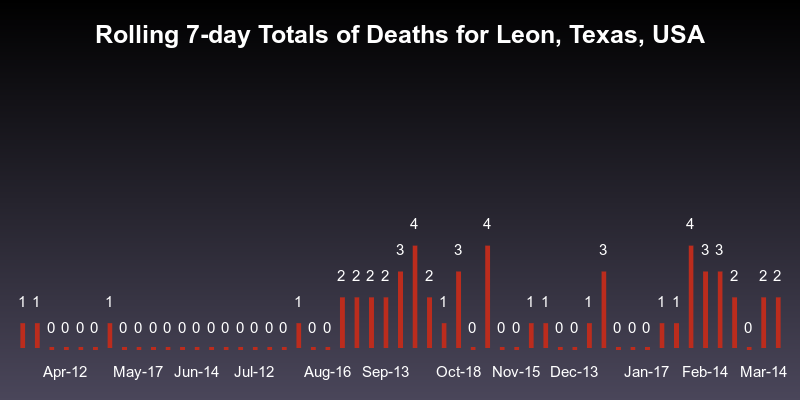 Rolling 7-day Totals of Deaths for Leon, Texas, USA
1 1 0 0 0 0 1 0 0 0 0 0 0 0 0 0 0 0 0 1 0 0 2 2 2 2 3 4 2 1 3 0 4 0 0 1 1 0 0 1 3 0 0 0 1 1 4 3 3 2 0 2 2
Apr-12 May-17 Jun-14 Jul-12 Aug-16 Sep-13 Oct-18 Nov-15 Dec-13 Jan-17 Feb-14 Mar-14